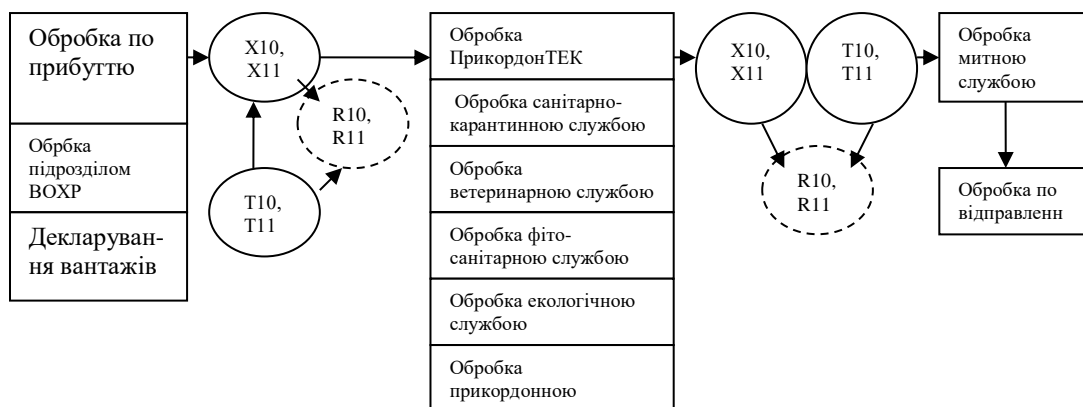 Обробка по
прибуттю
Обрбка
підрозділом
ВОХР
Декларуван-
ня вантажів
X10,
X11
R10,
R11
T10,
T11
Обробка
ПрикордонТЕК
Обробка санітарно-
карантинною службою
Обробка
ветеринарною службою
Обробка фіто-
санітарною службою
Обробка екологічною
службою
Обробка
прикордонною
X10,
X11
T10,
T11
R10,
R11
Обробка
митною
службою
Обробка по
відправленн